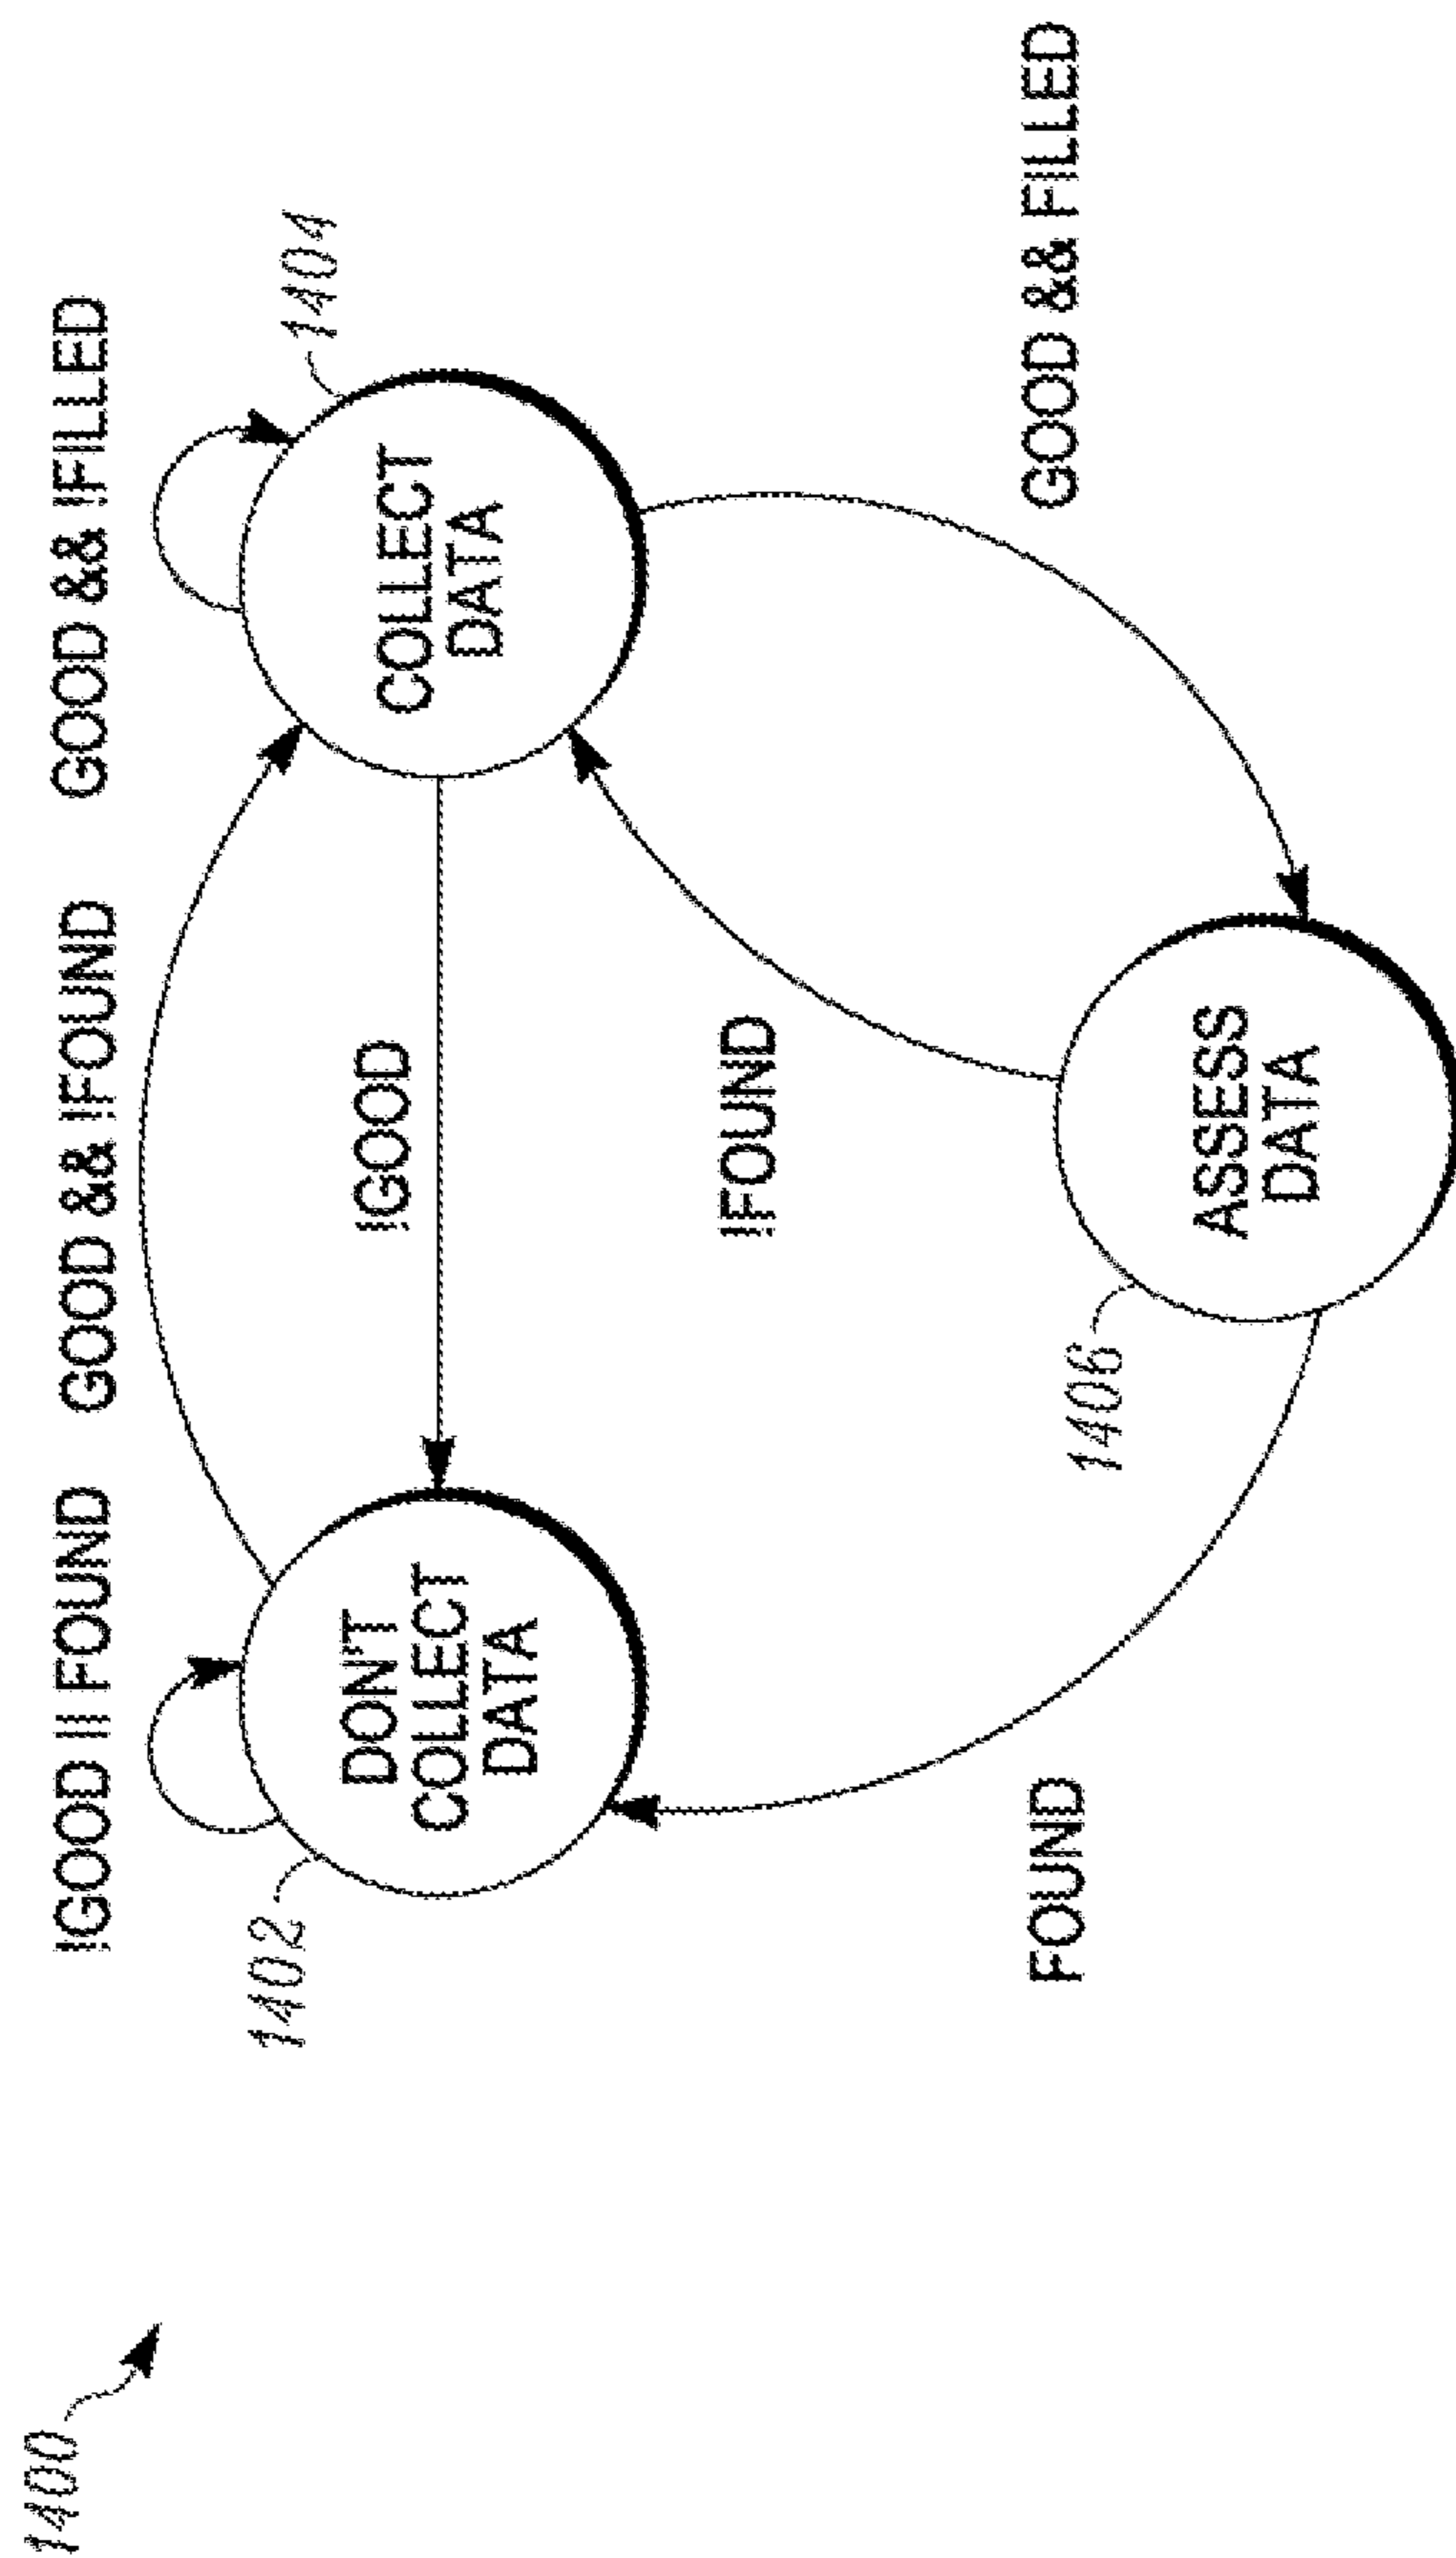 1400
!GOOD || FOUND
GOOD && !FOUND
GOOD && !FILLED
1402
1404
DON'T
COLLECT
DATA
!GOOD
COLLECT
DATA
!FOUND
FOUND
GOOD && FILLED
1406
ASSESS
DATA